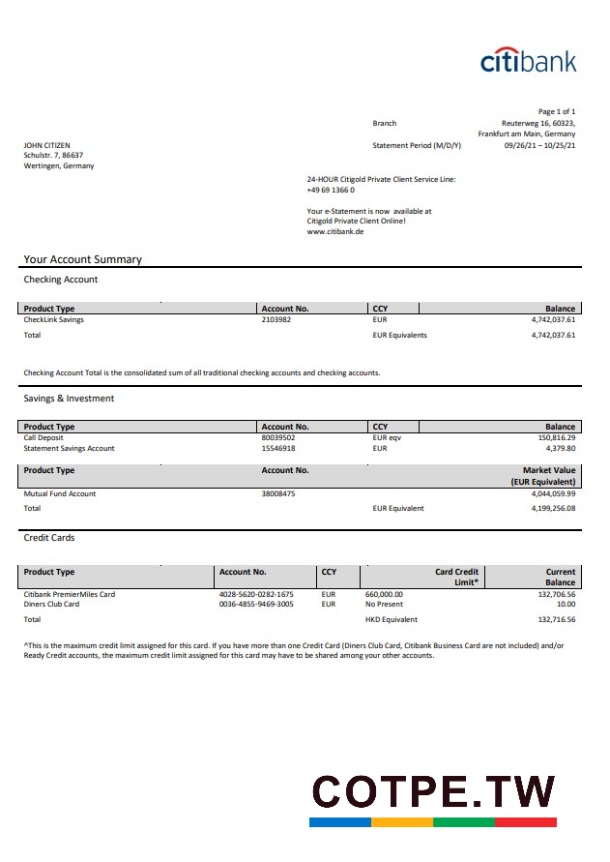 citibank
Page 1 of 1
Branch Reuterweg 16, 60323,
Frankfurt am Main, Germany
JOHN CITIZEN Statement Period (M/D/Y) 09/26/21 – 10/25/21
Schulstr. 7, 86637
Wertingen, Germany
24-HOUR Citigold Private Client Service Line:
+49 69 1366 0
Your e-Statement is now available at
Citigold Private Client Online!
www.citibank.de
Your Account Summary
Checking Account
Product Type Account No. CCY Balance
CheckLink Savings 2103982 EUR 4,742,037.61
Total EUR Equivalents 4,742,037.61
Checking Account Total is the consolidated sum of all traditional checking accounts and checking accounts.
Savings & Investment
Product Type Account No. CCY Balance
Call Deposit 80039502 EUR eqv 150,816.29
Statement Savings Account 15546918 EUR 4,379.80
Product Type Account No. Market Value
(EUR Equivalent)
Mutual Fund Account 38008475 4,044,059.99
Total EUR Equivalent 4,199,256.08
Credit Cards
Product Type Account No. CCY Card Credit Current
Limit* Balance
Citibank PremierMiles Card 4028-5620-0282-1675 EUR 660,000.00 132,706.56
Diners Club Card 0036-4855-9469-3005 EUR No Present 10.00
Total HKD Equivalent 132,716.56
^This is the maximum credit limit assigned for this card. If you have more than one Credit Card (Diners Club Card, Citibank Business Card are not included) and/or
Ready Credit accounts, the maximum credit limit assigned for this card may have to be shared among your other accounts.
COTPE.TW